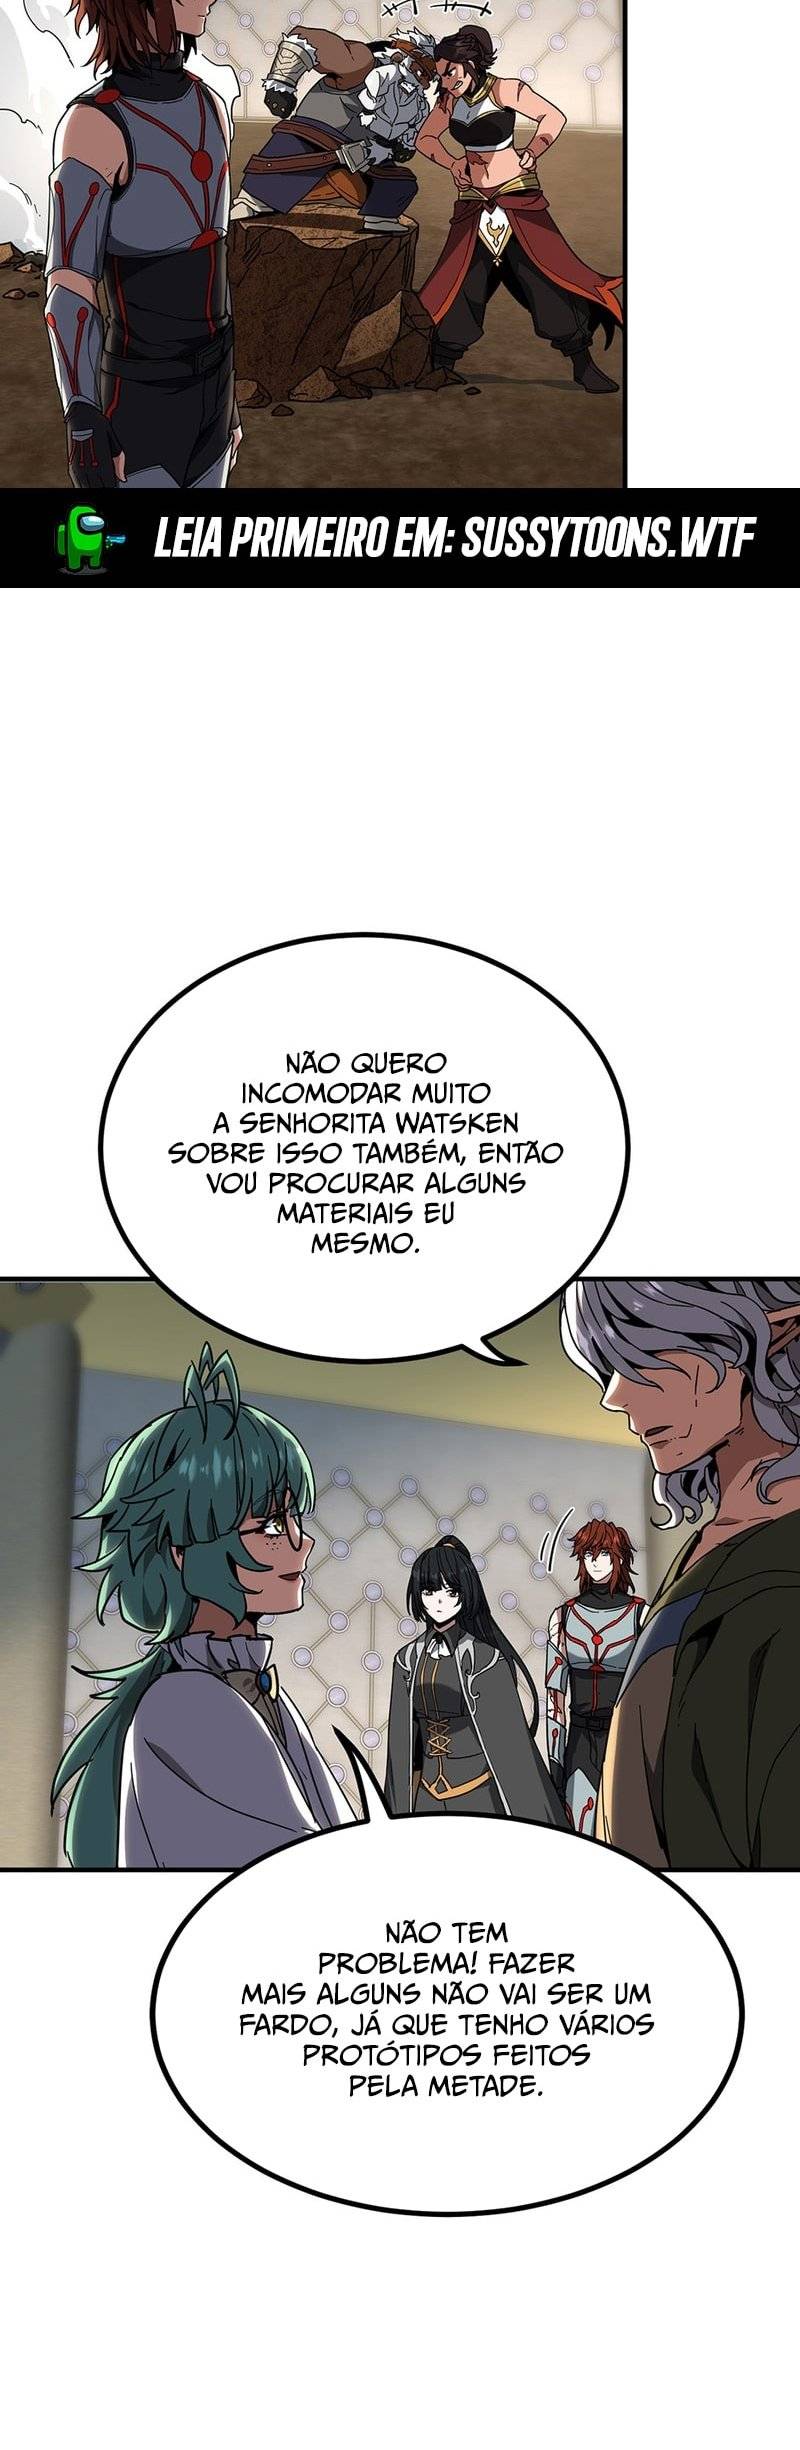 LEIA PRIMEIRO EM: SUSSYTOONS.WTF
NÃO QUERO
INCOMODAR MUITO
A SENHORITA WATSKEN
SOBRE ISSO TAMBÉM, ENTÃO
VOU PROCURAR ALGUNS
MATERIAIS EU
MESMO.
NÃO TEM
PROBLEMA! FAZER
MAIS ALGUNS NÃO VAI SER UM
FARDO, JÁ QUE TENHO VÁRIOS
PROTÓTIPOS FEITOS
PELA METADE.